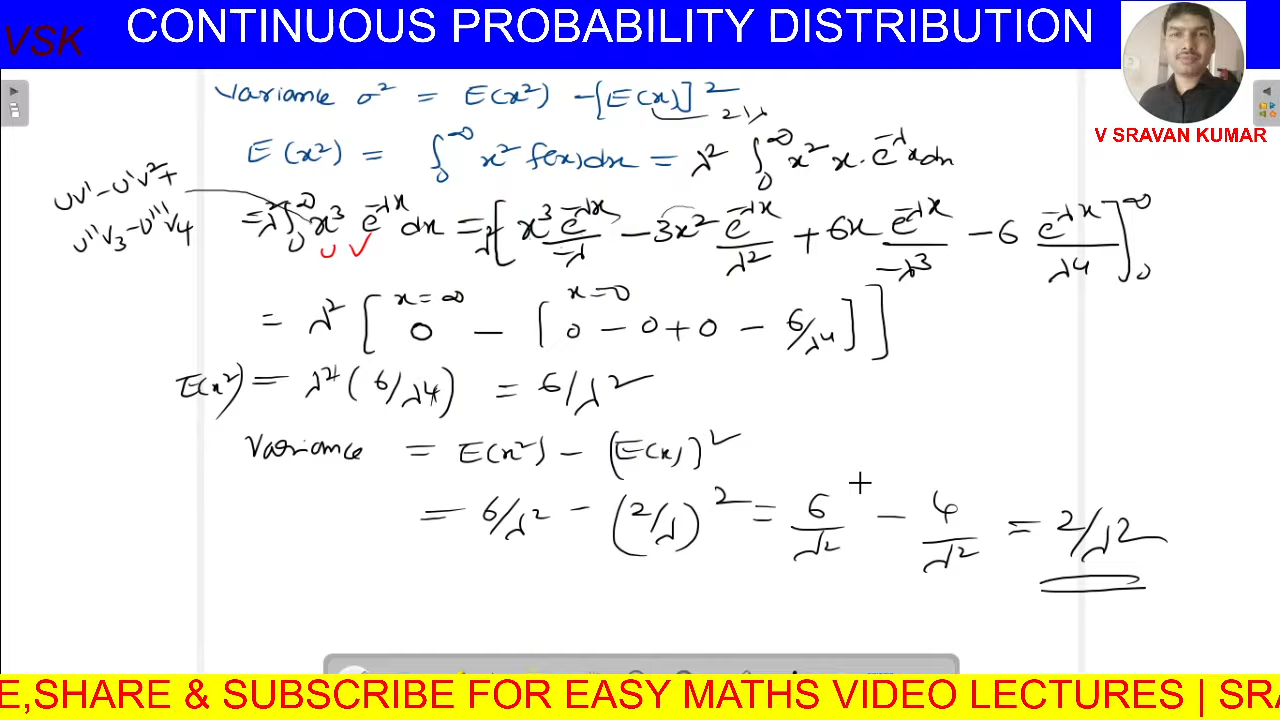 VSK
CONTINUOUS PROBABILITY DISTRIBUTION
V SRAVAN KUMAR
Variance σ² = E(x²) - [E(x)]²
2/λ
E(x²) = ∫₀^∞ x² f(x)dx = λ² ∫₀^∞ x² x·e^-λx dx
uv' - u'v² +
u''v3 - u'''v4
= λ² ∫₀^∞ x³ e^-λx dx = λ² [x³ e^-λx/-λ - 3x² e^-λx/λ² + 6x e^-λx/-λ³ - 6 e^-λx/λ4]₀^∞
U V
x=∞ x=0
= λ² [0 - [0 - 0 + 0 - 6/λ4]]
E(x²) = λ²(6/λ4) = 6/λ²
Variance = E(x²) - (E(x))²
= 6/λ² - (2/λ)² = 6/λ² - 4/λ² = 2/λ²
E,SHARE & SUBSCRIBE FOR EASY MATHS VIDEO LECTURES | SRA